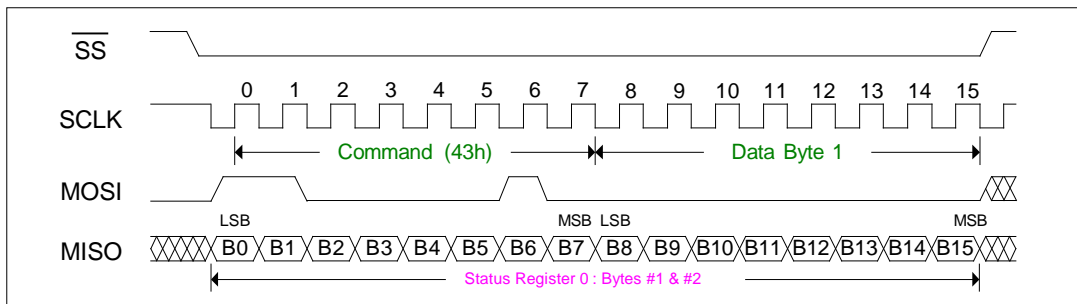 SS
0 1 2 3 4 5 6 7 8 9 10 11 12 13 14 15
SCLK
Command (43h) Data Byte 1
MOSI
LSB MSB LSB MSB
MISO B0 B1 B2 B3 B4 B5 B6 B7 B8 B9 B10 B11 B12 B13 B14 B15
Status Register 0 : Bytes #1 & #2